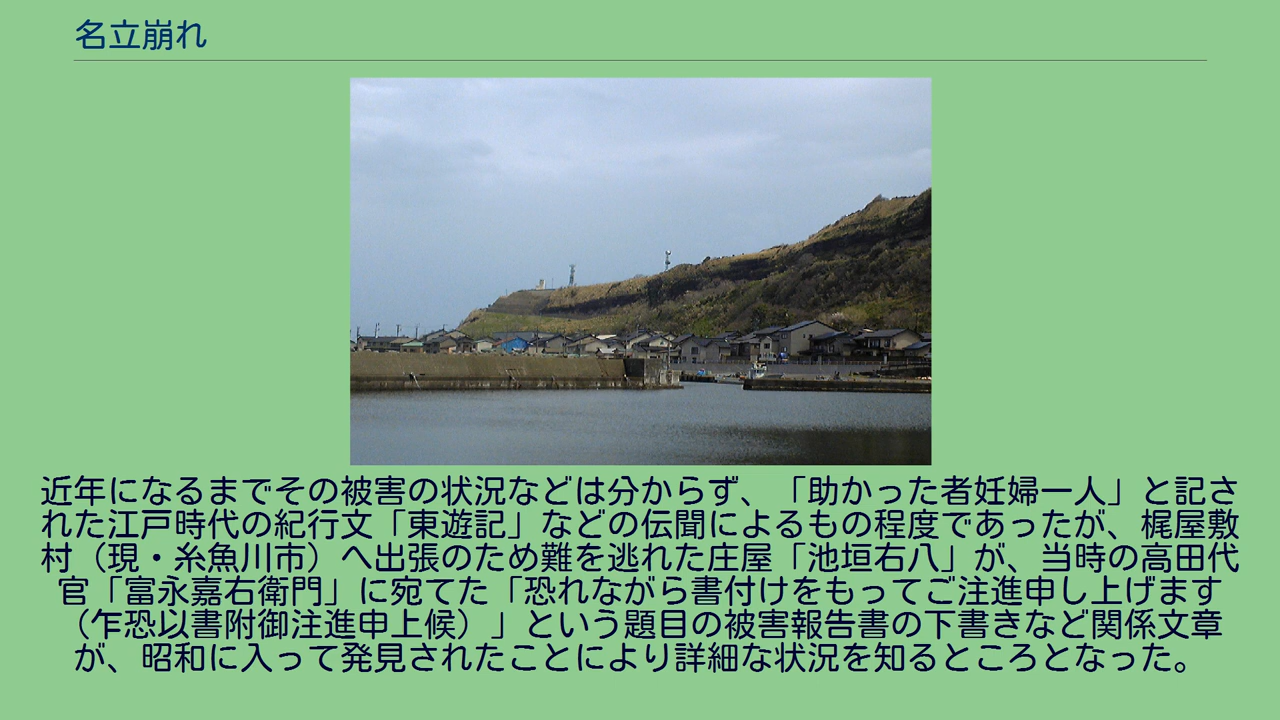 名立崩れ
近年になるまでその被害の状況などは分からず、「助かった者妊婦一人」と記さ
れた江戸時代の紀行文「東遊記」などの伝聞によるもの程度であったが、梶屋敷
村（現・糸魚川市）へ出張のため難を逃れた庄屋「池垣右八」が、当時の高田代
官「富永嘉右衛門」に宛てた「恐れながら書付けをもってご注進申し上げます
（乍恐以書附御注進申上候）」という題目の被害報告書の下書きなど関係文章
が、昭和に入って発見されたことにより詳細な状況を知るところとなった。